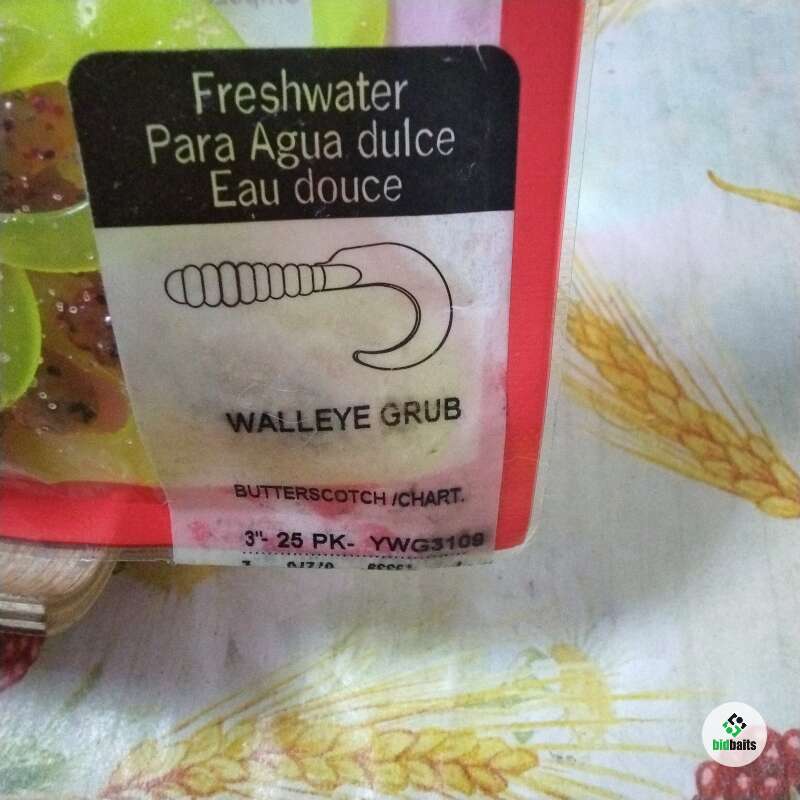 Freshwater
Para Agua dulce
Eau douce
WALLEYE GRUB
BUTTERSCOTCH /CHART.
3"- 25 PK- YWG3109
bidbaits